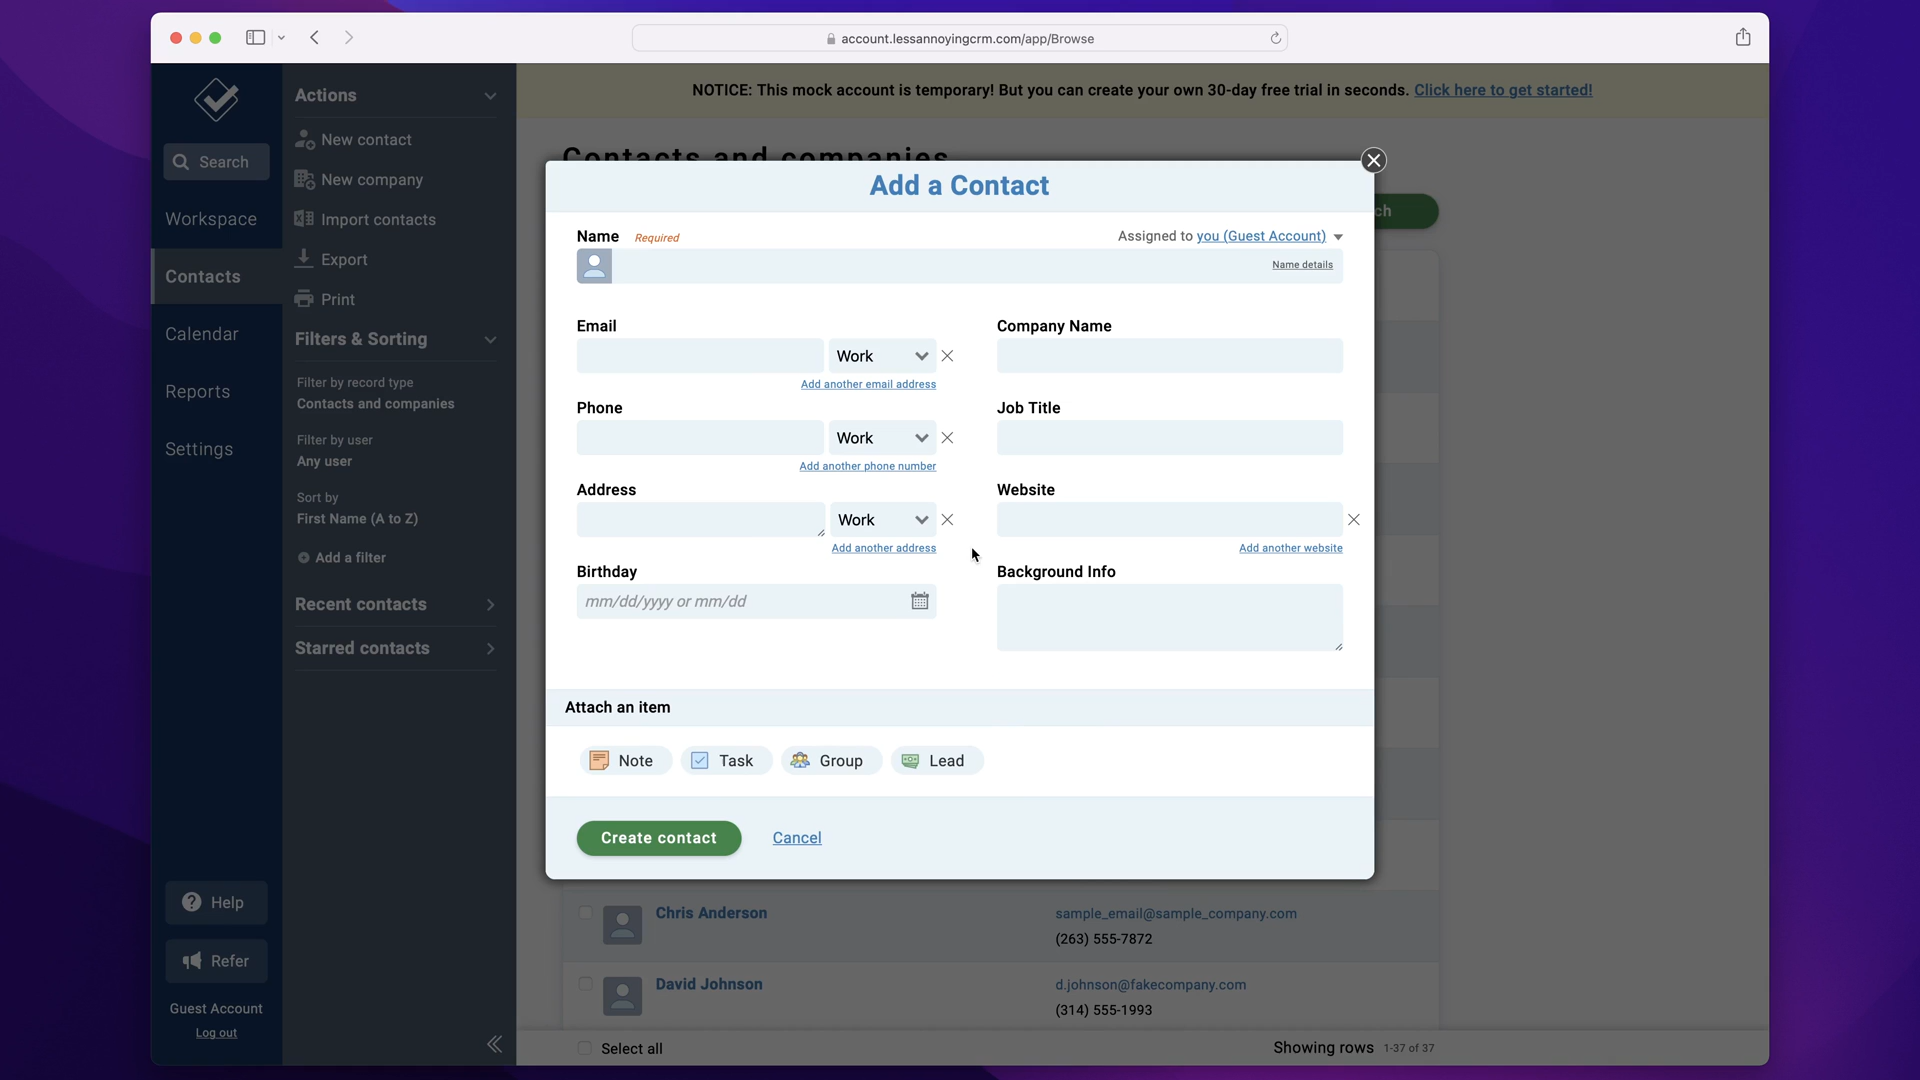 account.lessannoyingcrm.com/app/Browse
NOTICE: This mock account is temporary! But you can create your own 30-day free trial in seconds. Click here to get started!
Search
Workspace
Contacts
Calendar
Reports
Settings
Help
Refer
Guest Account
Log out
Actions
New contact
New company
Import contacts
Export
Print
Filters & Sorting
Filter by record type
Contacts and companies
Filter by user
Any user
Sort by
First Name (A to Z)
Add a filter
Recent contacts
Starred contacts
Contacts and companies
Add a Contact
Name Required
Assigned to you (Guest Account)
Name details
Email
Work
Add another email address
Company Name
Phone
Work
Add another phone number
Job Title
Address
Work
Add another address
Website
Add another website
Birthday
mm/dd/yyyy or mm/dd
Background Info
Attach an item
Note
Task
Group
Lead
Create contact
Cancel
ch
Chris Anderson
sample_email@sample_company.com
(263) 555-7872
David Johnson
d.johnson@fakecompany.com
(314) 555-1993
Select all
Showing rows 1-37 of 37